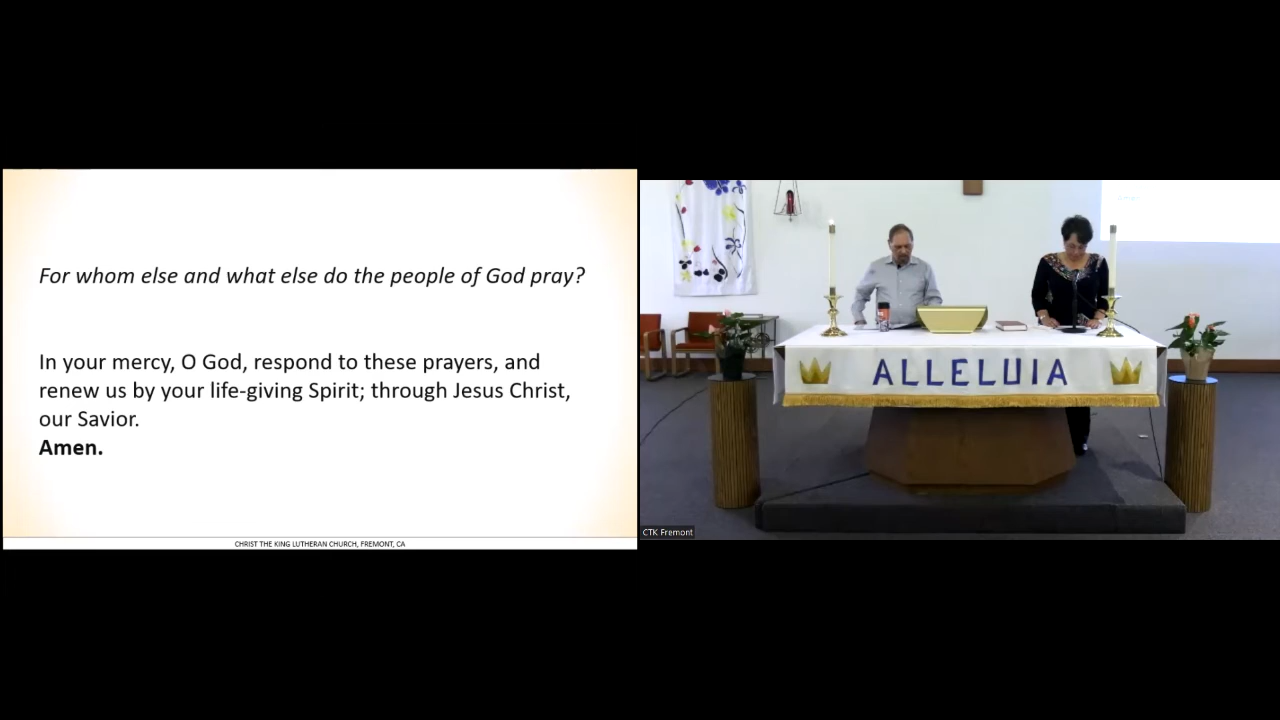 For whom else and what else do the people of God pray?
In your mercy, O God, respond to these prayers, and
renew us by your life-giving Spirit; through Jesus Christ,
our Savior.
Amen.
CHRIST THE KING LUTHERAN CHURCH, FREMONT, CA
ALLELUIA
CTK Fremont